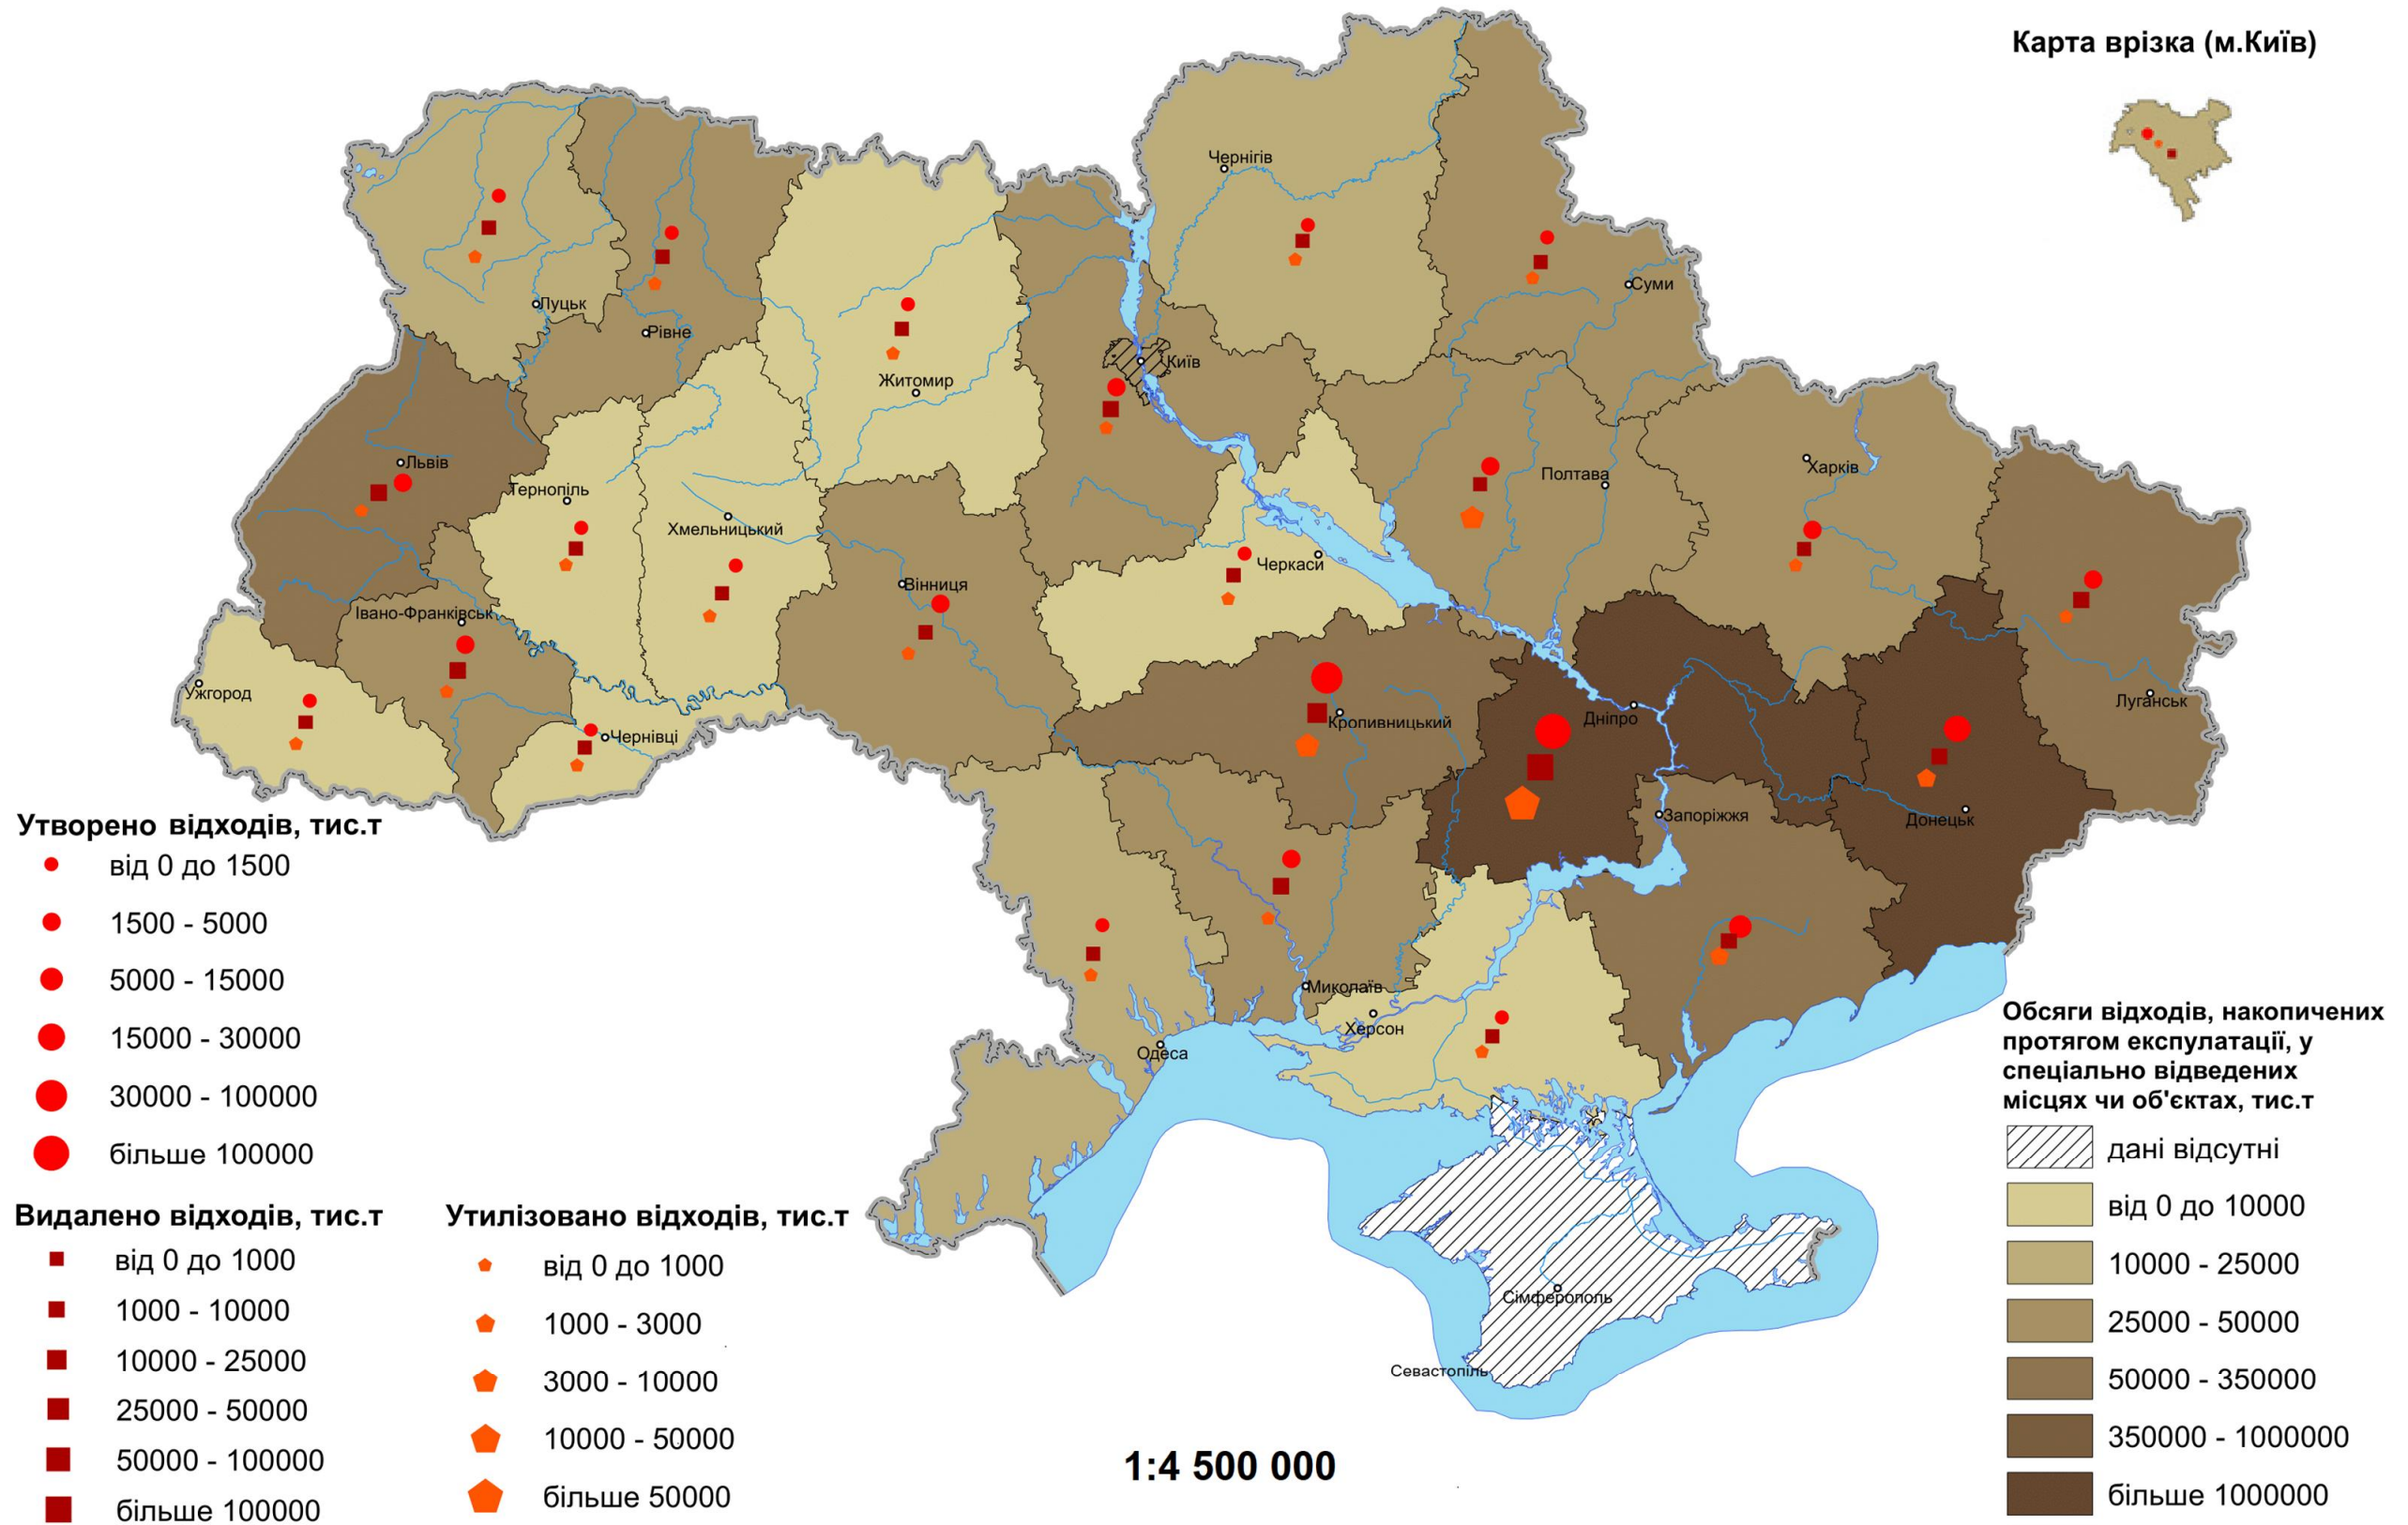 Карта врізка (м.Київ)
Чернігів
Суми
Луцьк
Рівне
Київ
Житомир
Львів
Тернопіль
Хмельницький
Полтава
Харків
Черкаси
Вінниця
Івано-Франківськ
Ужгород
Чернівці
Кропивницький
Дніпро
Луганськ
Запоріжжя
Донецьк
Миколаїв
Херсон
Одеса
Сімферополь
Севастопіль
Утворено відходів, тис.т
від 0 до 1500
1500 - 5000
5000 - 15000
15000 - 30000
30000 - 100000
більше 100000
Видалено відходів, тис.т
від 0 до 1000
1000 - 10000
10000 - 25000
25000 - 50000
50000 - 100000
більше 100000
Утилізовано відходів, тис.т
від 0 до 1000
1000 - 3000
3000 - 10000
10000 - 50000
більше 50000
1:4 500 000
Обсяги відходів, накопичених
протягом експулатації, у
спеціально відведених
місцях чи об'єктах, тис.т
дані відсутні
від 0 до 10000
10000 - 25000
25000 - 50000
50000 - 350000
350000 - 1000000
більше 1000000